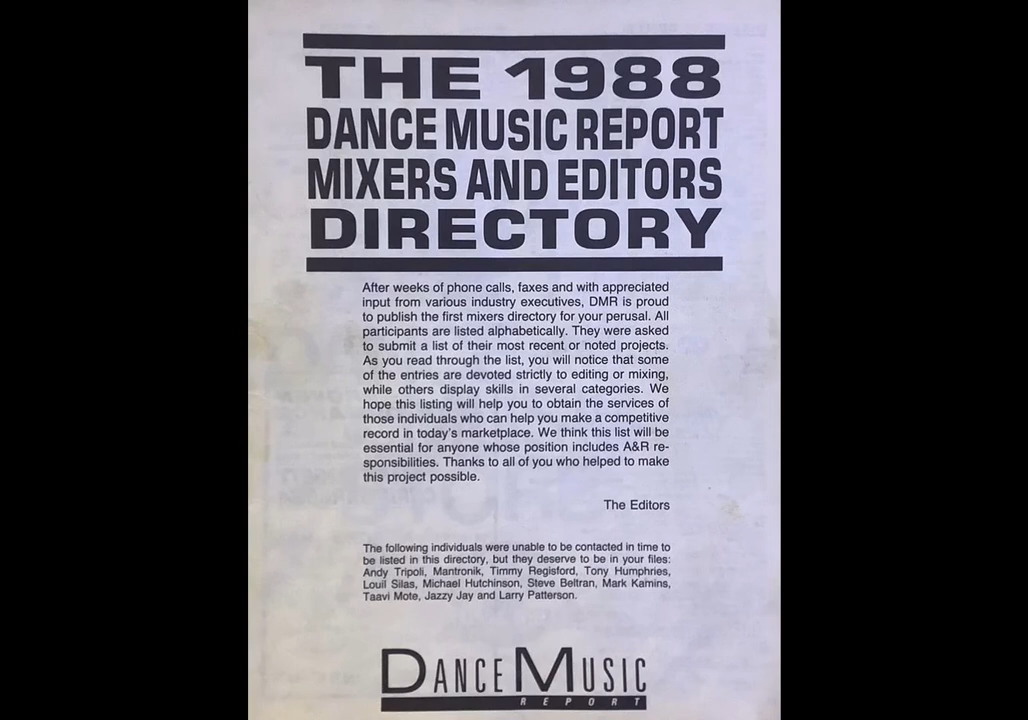 THE 1988
DANCE MUSIC REPORT
MIXERS AND EDITORS
DIRECTORY
After weeks of phone calls, faxes and with appreciated
input from various industry executives, DMR is proud
to publish the first mixers directory for your perusal. All
participants are listed alphabetically. They were asked
to submit a list of their most recent or noted projects.
As you read through the list, you will notice that some
of the entries are devoted strictly to editing or mixing,
while others display skills in several categories. We
hope this listing will help you to obtain the services of
those individuals who can help you make a competitive
record in today's marketplace. We think this list will be
essential for anyone whose position includes A&R re-
sponsibilities. Thanks to all of you who helped to make
this project possible.
The Editors
The following individuals were unable to be contacted in time to
be listed in this directory, but they deserve to be in your files:
Andy Tripoli, Mantronik, Timmy Regisford, Tony Humphries,
Louil Silas, Michael Hutchinson, Steve Beltran, Mark Kamins,
Taavi Mote, Jazzy Jay and Larry Patterson.
DANCE MUSIC
REPORT